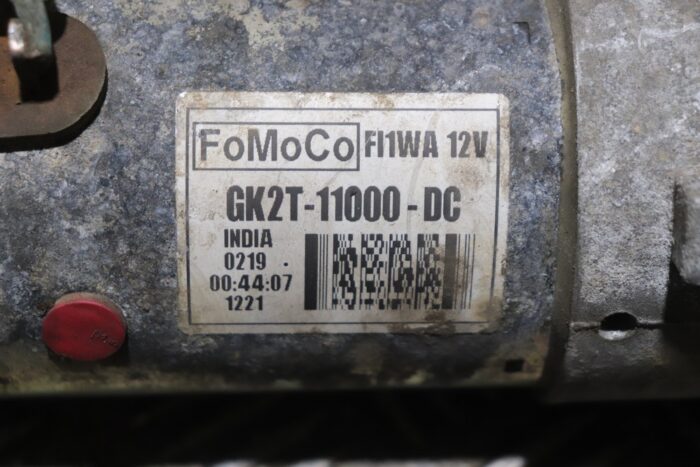 FoMoCo FI1WA 12V
GK2T-11000-DC
INDIA
0219 .
00:44:07
1221